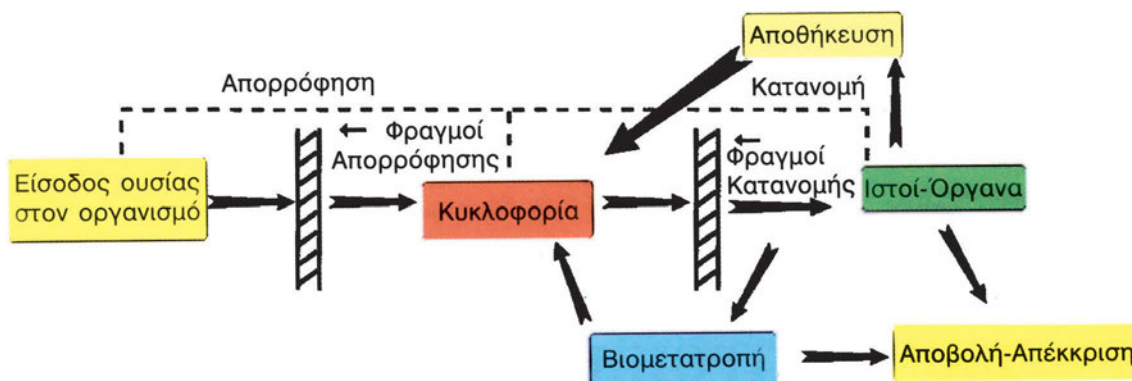 Αποθήκευση
Απορρόφηση
Κατανομή
Φραγμοί
Απορρόφησης
Φραγμοί
Κατανομής
Είσοδος ουσίας
στον οργανισμό
Κυκλοφορία
Ιστοί-Όργανα
Βιομετατροπή
Αποβολή-Απέκκριση